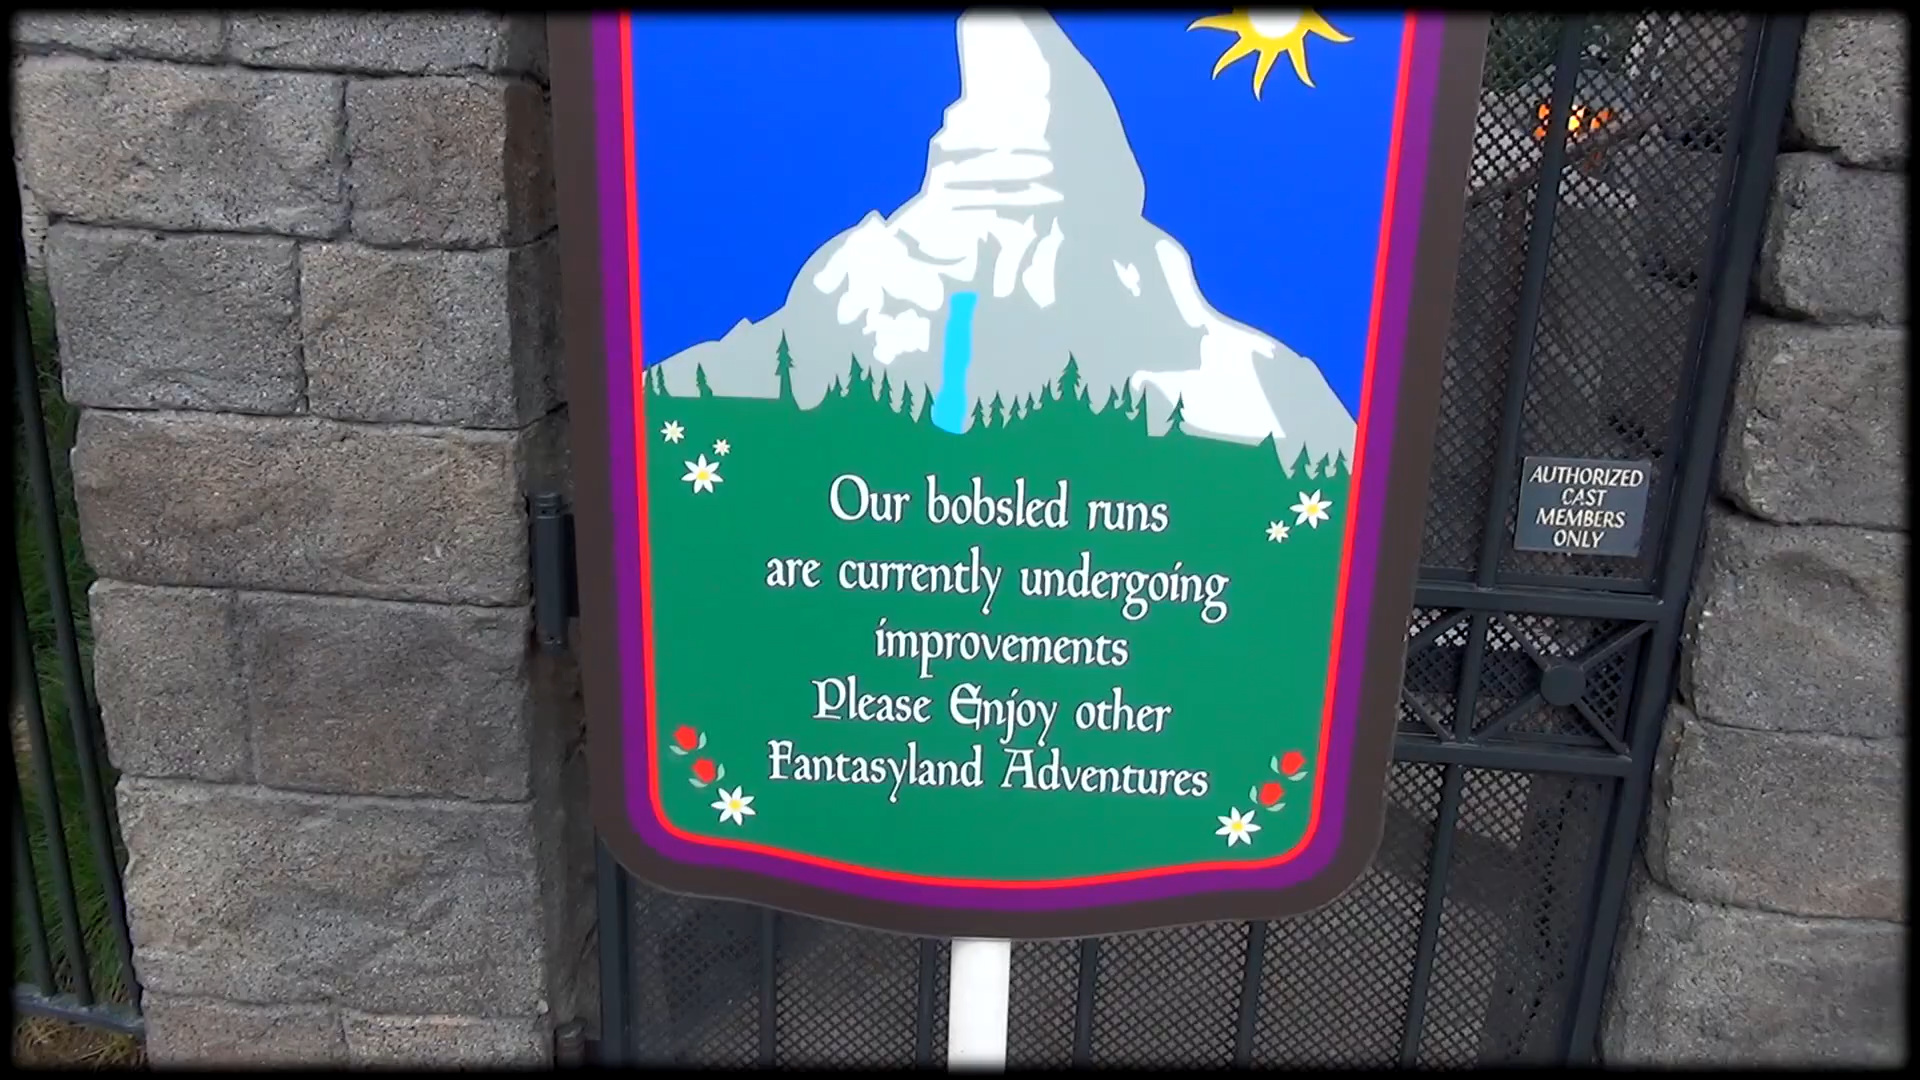 Our bobsled runs
are currently undergoing
improvements
Please Enjoy other
Fantasyland Adventures
AUTHORIZED
CAST
MEMBERS
ONLY